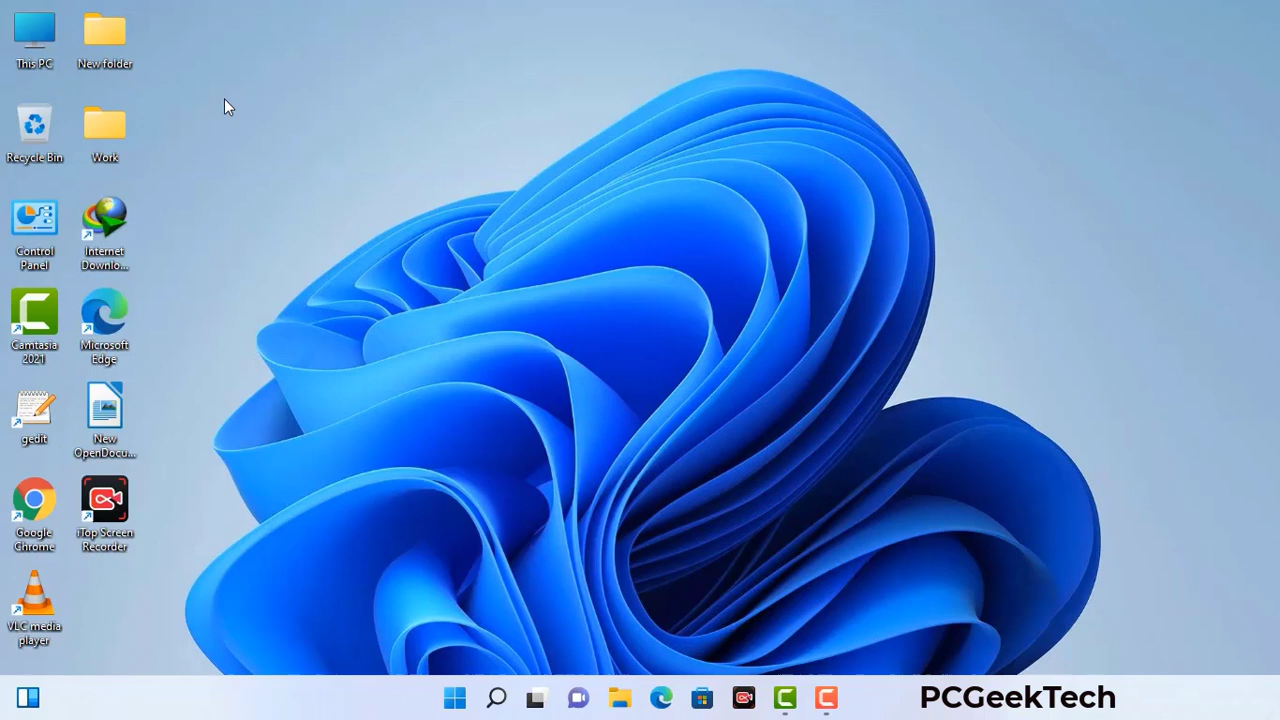 This PC
New folder
Recycle Bin
Work
Control
Panel
Internet
Downlo...
Camtasia
2021
Microsoft
Edge
gedit
New
OpenDocu...
Google
Chrome
iTop Screen
Recorder
VLC media
player
PCGeekTech